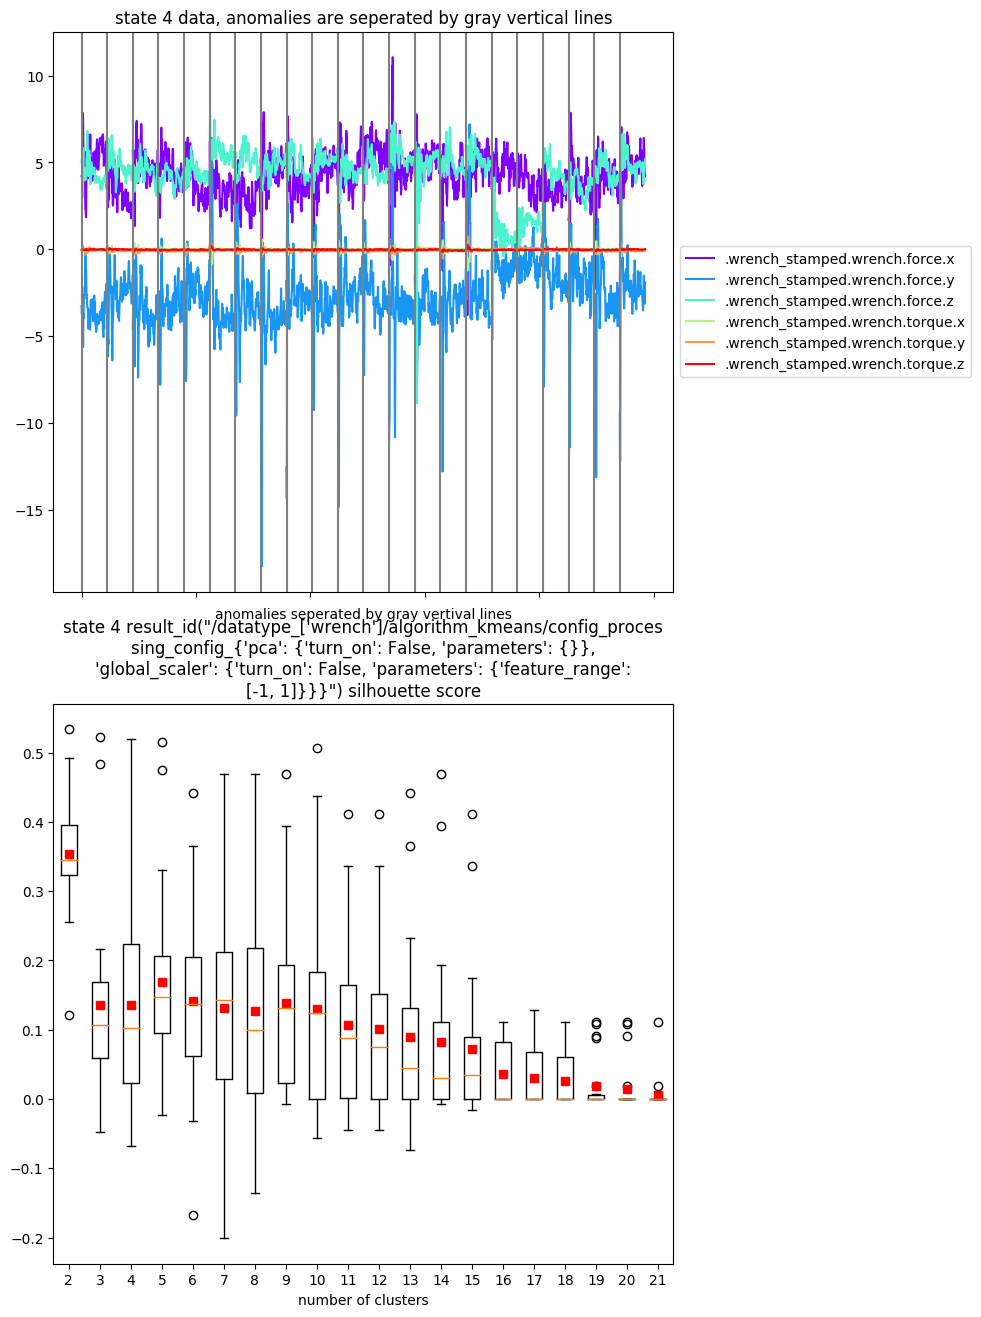 state 4 data, anomalies are seperated by gray vertical lines
10
5
0
−5
−10
−15
.wrench_stamped.wrench.force.x
.wrench_stamped.wrench.force.y
.wrench_stamped.wrench.force.z
.wrench_stamped.wrench.torque.x
.wrench_stamped.wrench.torque.y
.wrench_stamped.wrench.torque.z
anomalies seperated by gray vertival lines
state 4 result_id("/datatype_['wrench']/algorithm_kmeans/config_proces
sing_config_{'pca': {'turn_on': False, 'parameters': {}},
'global_scaler': {'turn_on': False, 'parameters': {'feature_range':
[-1, 1]}}}") silhouette score
0.5
0.4
0.3
0.2
0.1
0.0
−0.1
−0.2
2 3 4 5 6 7 8 9 10 11 12 13 14 15 16 17 18 19 20 21
number of clusters